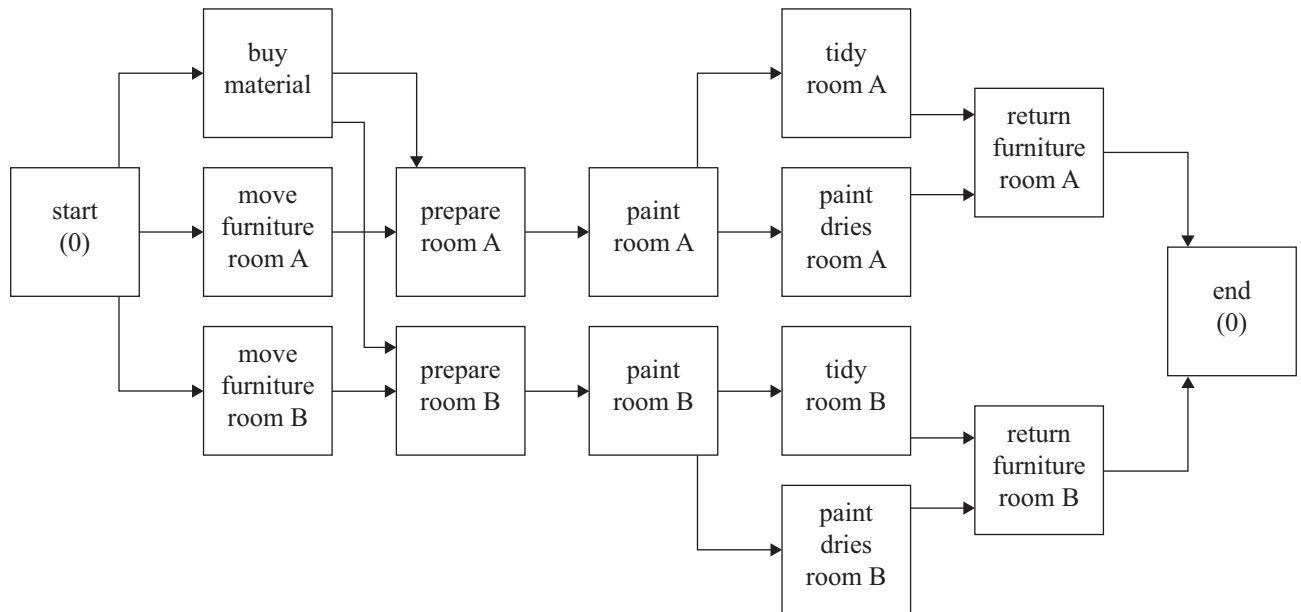 buy
material
tidy
room A
return
furniture
room A
start
(0)
move
furniture
room A
prepare
room A
paint
room A
paint
dries
room A
end
(0)
move
furniture
room B
prepare
room B
paint
room B
tidy
room B
return
furniture
room B
paint
dries
room B